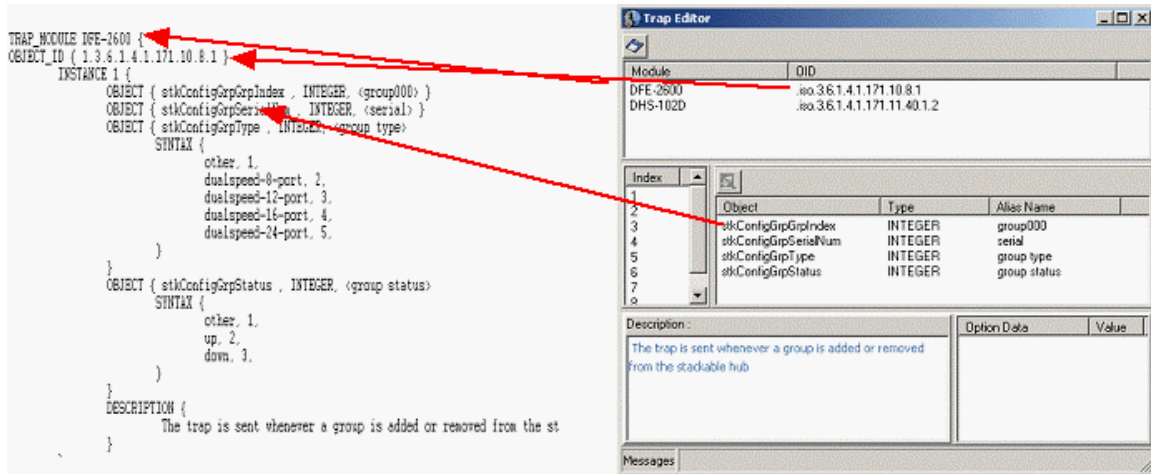 TRAP_MODULE DFE-2600 {
OBJECT_ID { 1.3.6.1.4.1.171.10.8.1 }
INSTANCE 1 {
OBJECT { stkConfigGrpGrpIndex , INTEGER, <group000> }
OBJECT { stkConfigGrpSerialNum , INTEGER, <serial> }
OBJECT { stkConfigGrpType , INTEGER, <group type>
SYNTAX {
other, 1,
dualspeed-8-port, 2,
dualspeed-12-port, 3,
dualspeed-16-port, 4,
dualspeed-24-port, 5,
}
}
OBJECT { stkConfigGrpStatus , INTEGER, <group status>
SYNTAX {
other, 1,
up, 2,
down, 3,
}
}
DESCRIPTION {
The trap is sent whenever a group is added or removed from the st
}
Trap Editor
Module OID
DFE-2600 .iso.3.6.1.4.1.171.10.8.1
DHS-102D .iso.3.6.1.4.1.171.11.40.1.2
Index
1
2
3
4
5
6
7
8
Object Type Alias Name
stkConfigGrpGrpIndex INTEGER group000
stkConfigGrpSerialNum INTEGER serial
stkConfigGrpType INTEGER group type
stkConfigGrpStatus INTEGER group status
Description :
The trap is sent whenever a group is added or removed
from the stackable hub
Option Data Value
Messages